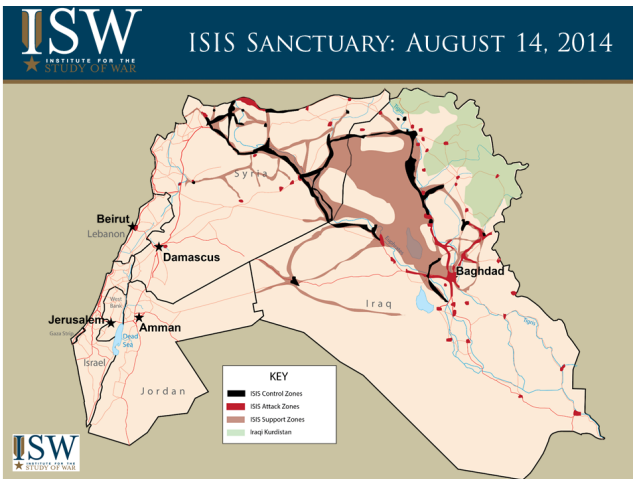 ISW
INSTITUTE FOR THE
STUDY OF WAR
ISIS SANCTUARY: AUGUST 14, 2014
Syria
Beirut
Lebanon
Damascus
Baghdad
Iraq
West
Bank
Jerusalem
Amman
Gaza Strip
Dead
Sea
Israel
Jordan
Tigris
KEY
ISIS Control Zones
ISIS Attack Zones
ISIS Support Zones
Iraqi Kurdistan
ISW
INSTITUTE FOR THE
STUDY OF WAR